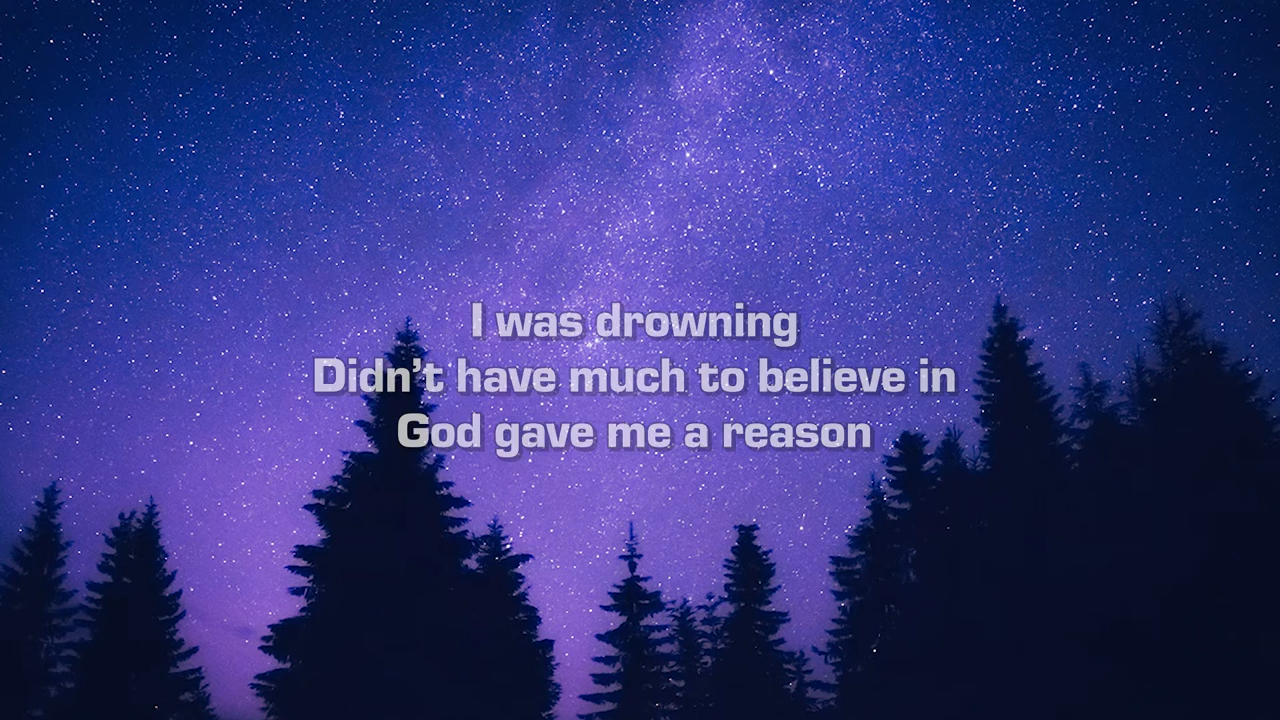 I was drowning
Didn’t have much to believe in
God gave me a reason